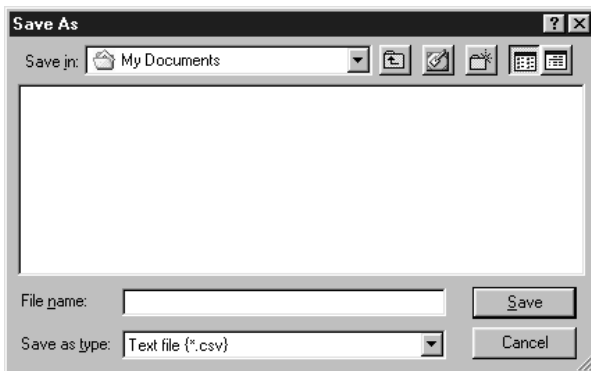 Save As
Save in: My Documents
File name:
Save
Save as type: Text file {*.csv}
Cancel